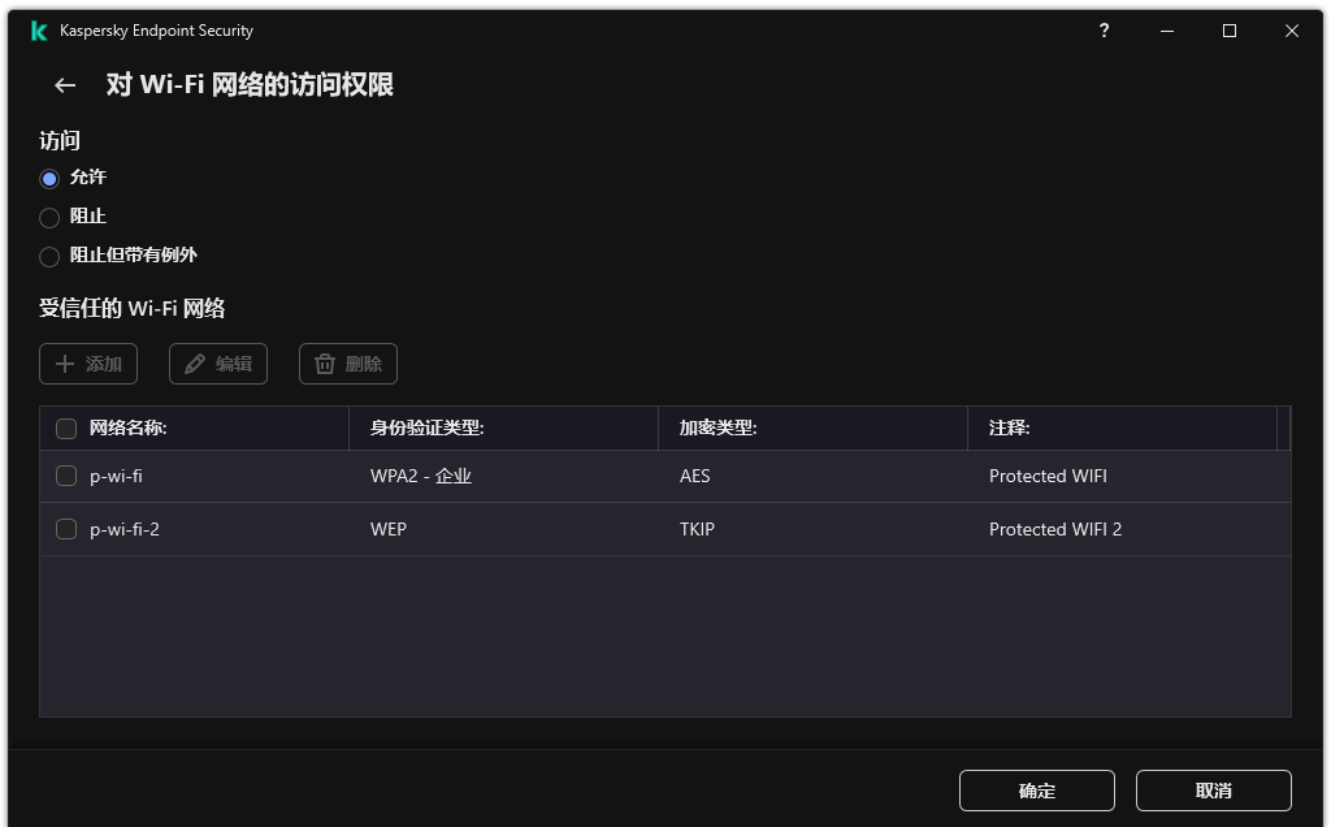 Kaspersky Endpoint Security ?
对 Wi-Fi 网络的访问权限
访问
允许
阻止
阻止但带有例外
受信任的 Wi-Fi 网络
添加 编辑 删除
网络名称: 身份验证类型: 加密类型: 注释:
p-wi-fi WPA2 - 企业 AES Protected WIFI
p-wi-fi-2 WEP TKIP Protected WIFI 2
确定 取消